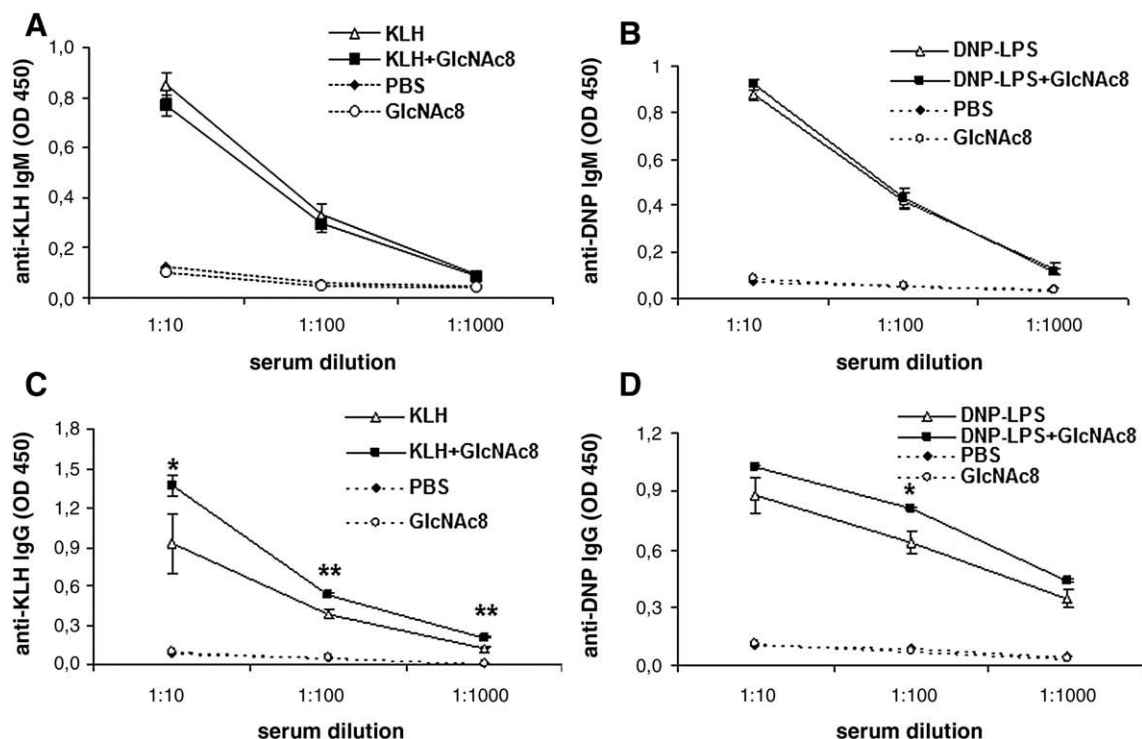 A
KLH
KLH+GlcNAc8
PBS
GlcNAc8
anti-KLH IgM (OD 450)
1,0
0,8
0,6
0,4
0,2
0,0
1:10
1:100
1:1000
serum dilution
B
DNP-LPS
DNP-LPS+GlcNAc8
PBS
GlcNAc8
anti-DNP IgM (OD 450)
1
0,8
0,6
0,4
0,2
0
1:10
1:100
1:1000
serum dilution
C
KLH
KLH+GlcNAc8
PBS
GlcNAc8
anti-KLH IgG (OD 450)
1,8
1,5
1,2
0,9
0,6
0,3
0,0
*
**
**
1:10
1:100
1:1000
serum dilution
D
DNP-LPS
DNP-LPS+GlcNAc8
PBS
GlcNAc8
anti-DNP IgG (OD 450)
1,2
0,9
0,6
0,3
0,0
*
1:10
1:100
1:1000
serum dilution